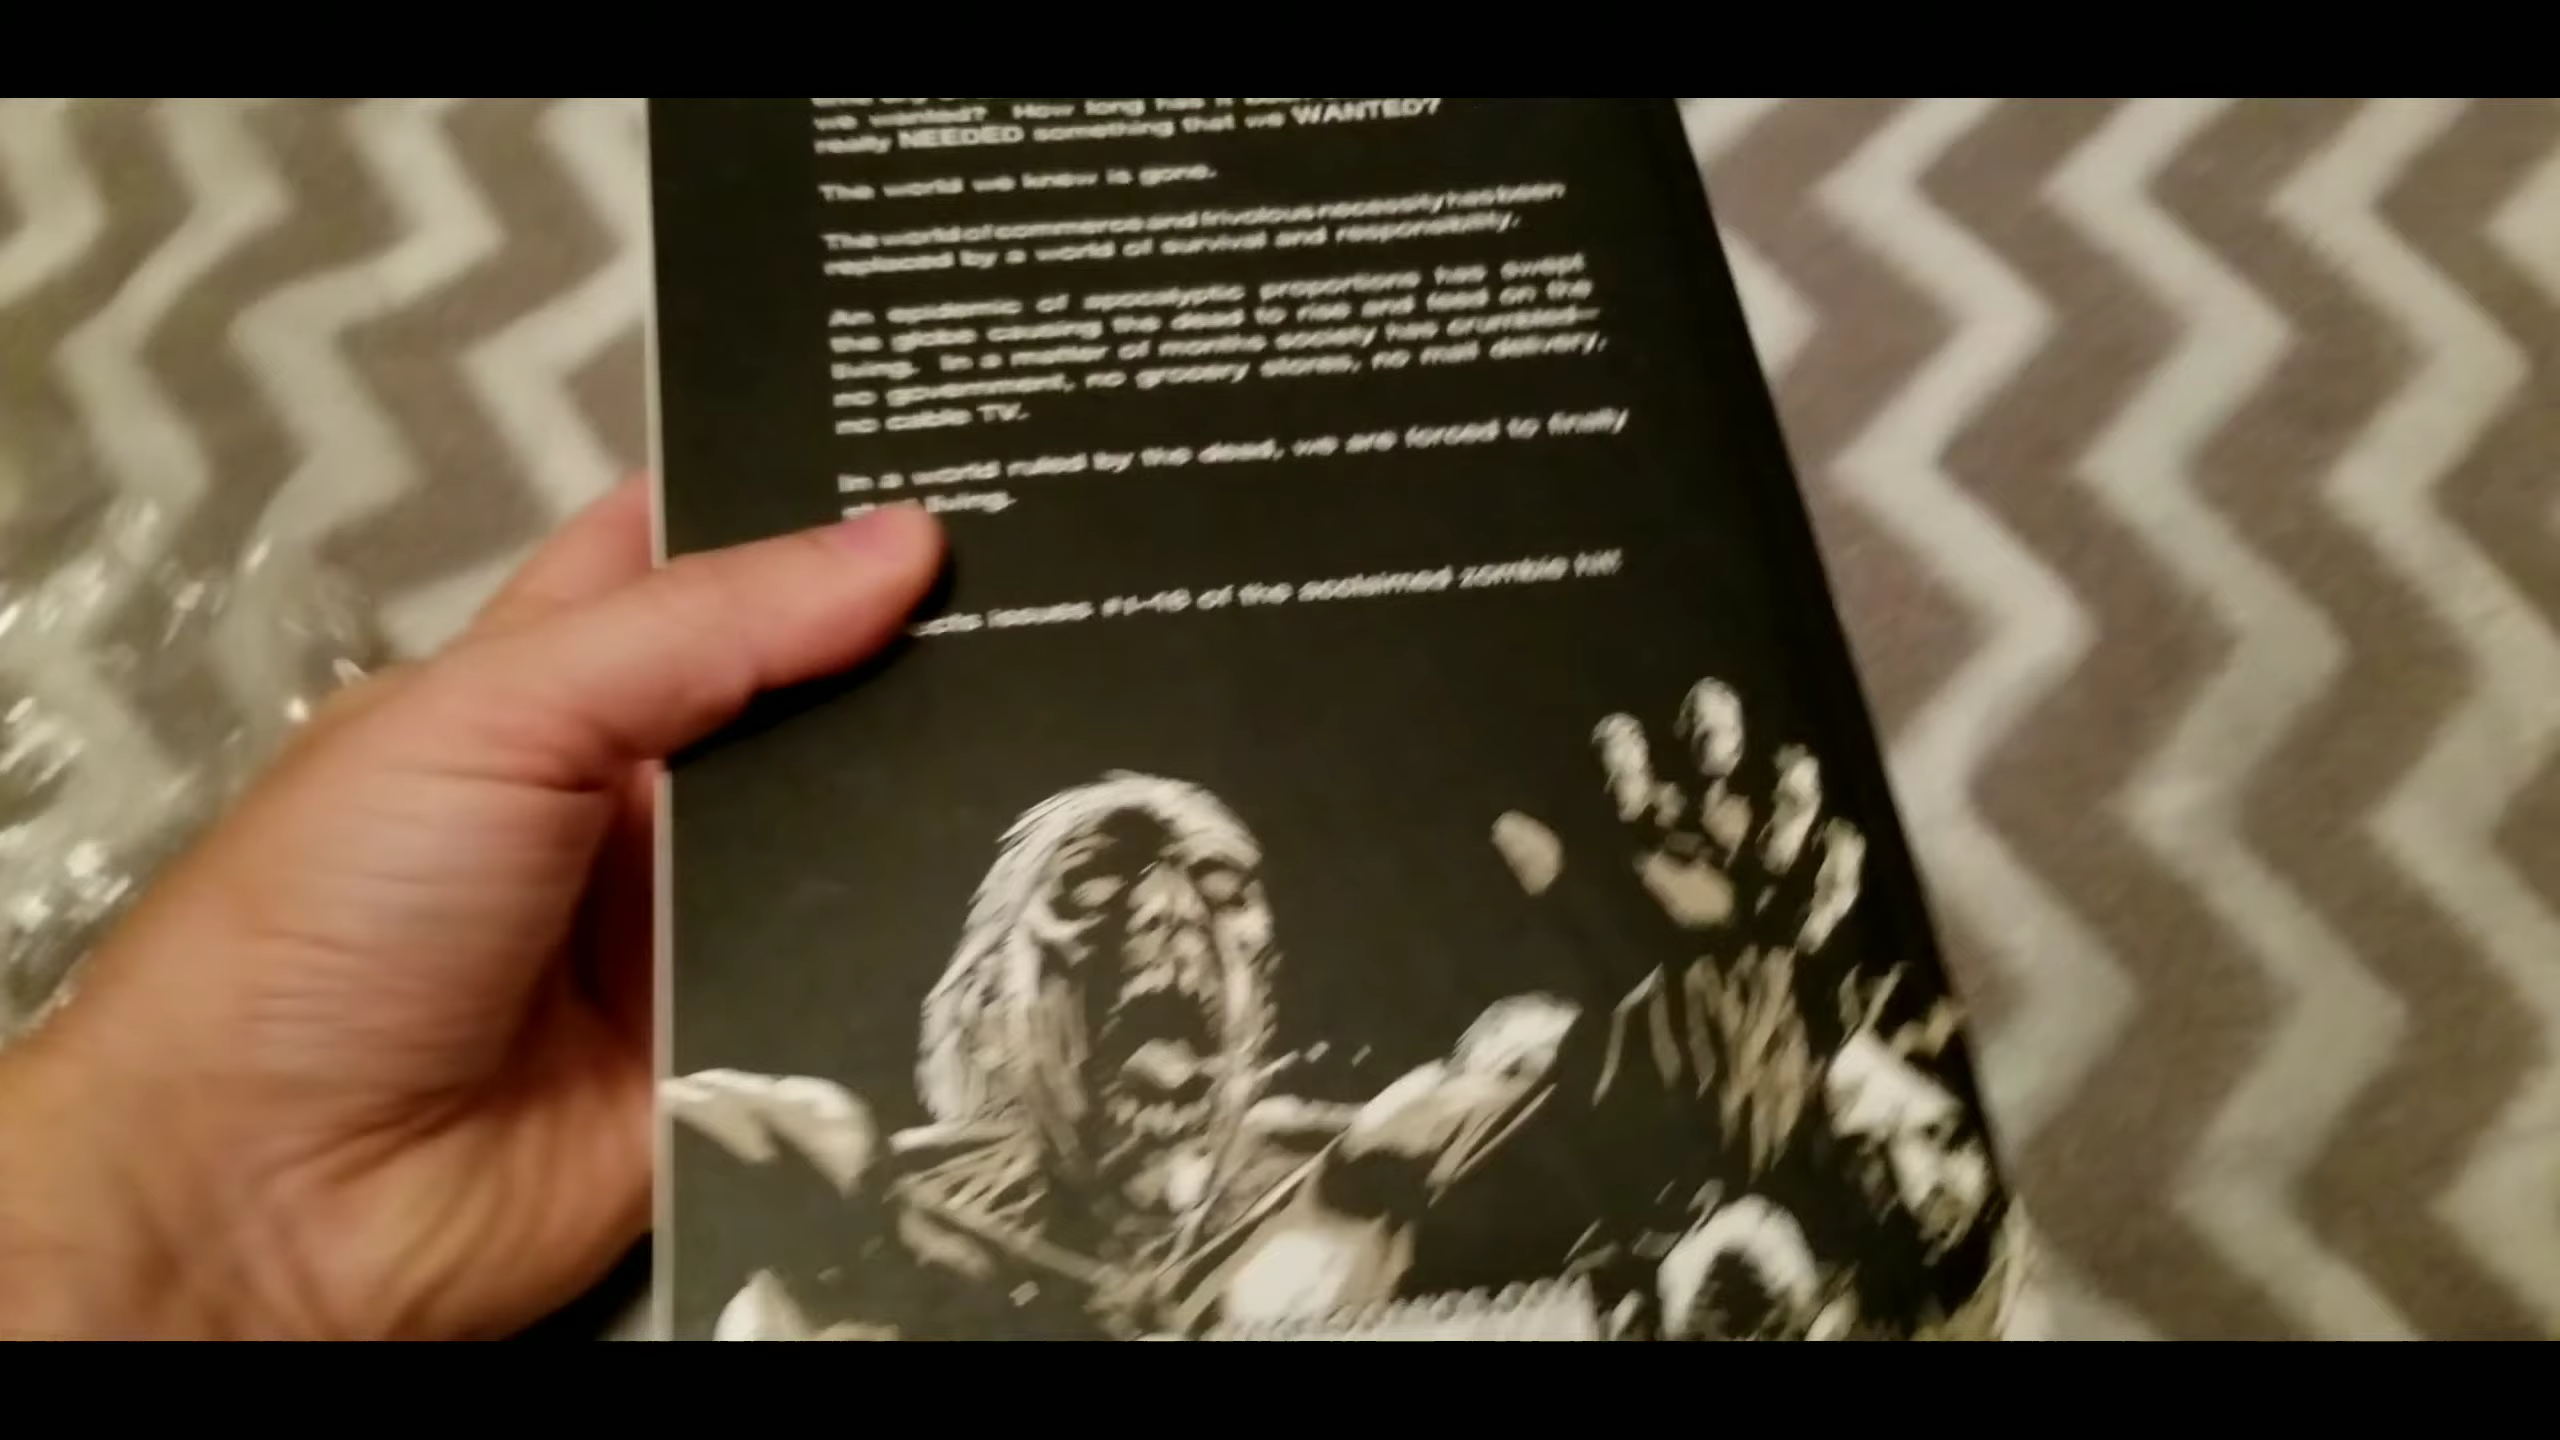 we wanted? How long has it
really NEEDED something that we WANTED?
The world we knew is gone.
The world of commerce and frivolous necessity has been
replaced by a world of survival and responsibility.
An epidemic of apocalyptic proportions has swept
the globe causing the dead to rise and feed on the
living. In a matter of months society has crumbled—
no government, no grocery stores, no mail delivery,
no cable TV.
In a world ruled by the dead, we are forced to finally
living.
issues #1-18 of the acclaimed zombie hit!